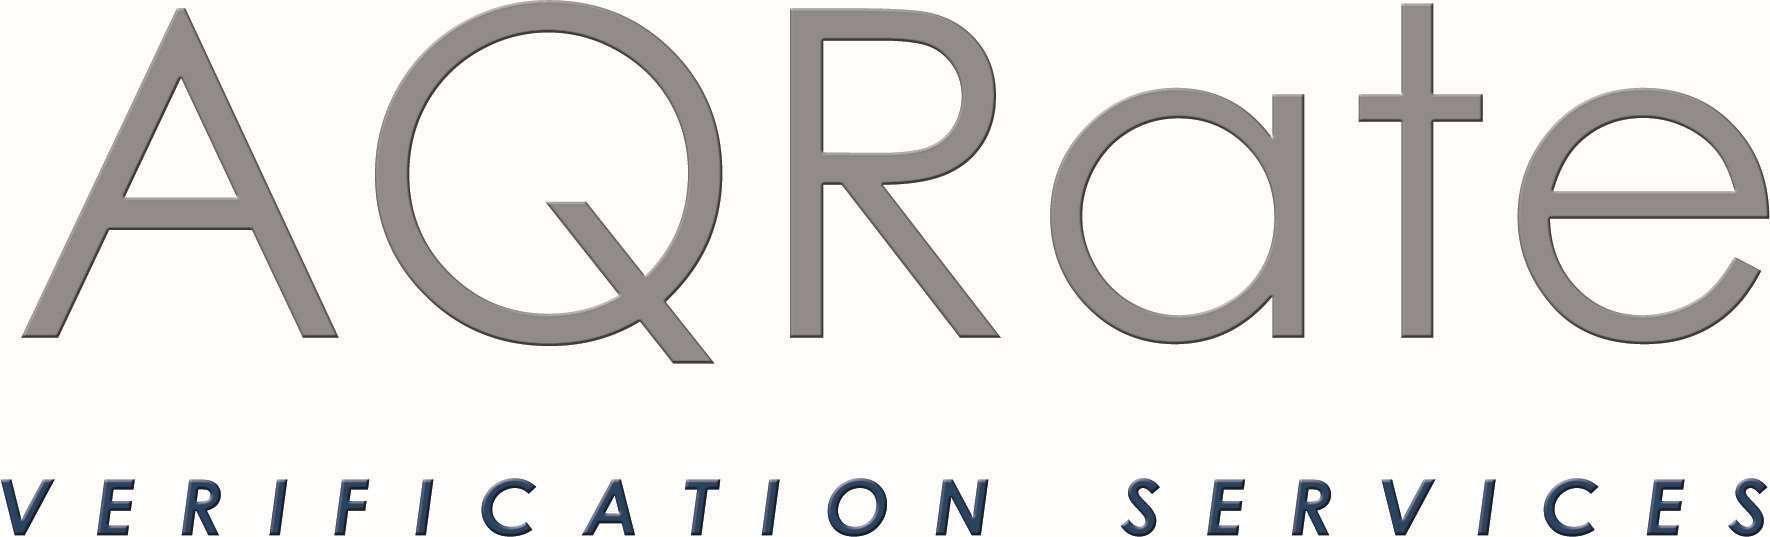 AQRate
VERIFICATION SERVICES